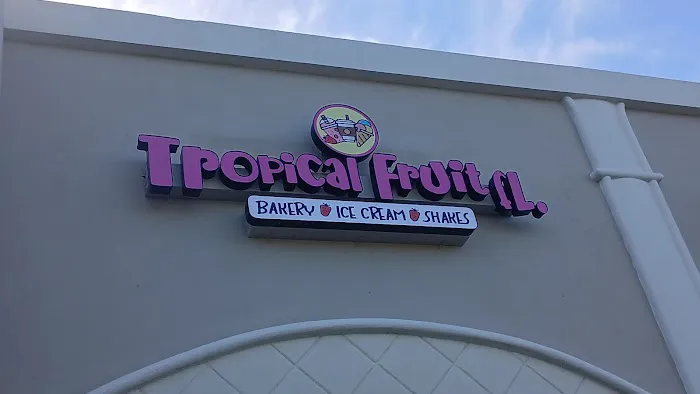 Tropical Fruit fL.
BAKERY ICE CREAM SHAKES